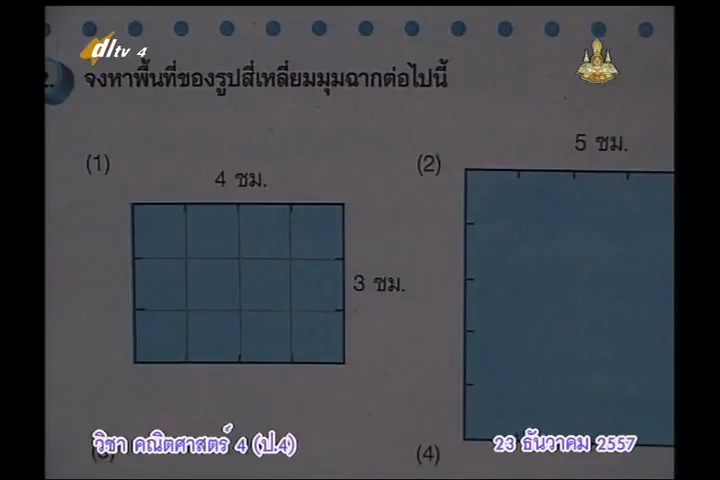 dltv 4
2. จงหาพื้นที่ของรูปสี่เหลี่ยมมุมฉากต่อไปนี้
(1)
4 ซม.
3 ซม.
(2)
5 ซม.
(3)
(4)
วิชา คณิตศาสตร์ 4 (ป.4)
23 ธันวาคม 2557